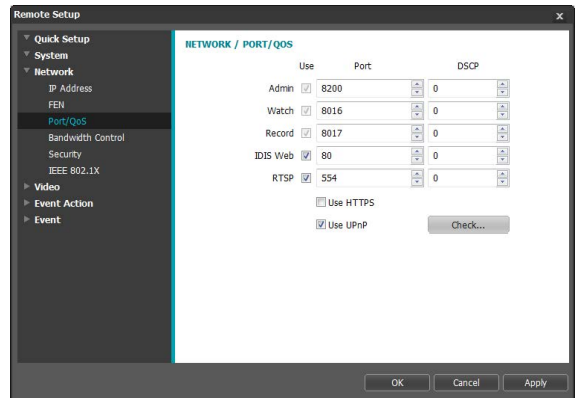 Remote Setup x
Quick Setup
System
Network
IP Address
FEN
Port/QoS
Bandwidth Control
Security
IEEE 802.1X
Video
Event Action
Event
NETWORK / PORT/QOS
Use Port DSCP
Admin 8200 0
Watch 8016 0
Record 8017 0
IDIS Web 80 0
RTSP 554 0
Use HTTPS
Use UPnP Check...
OK Cancel Apply